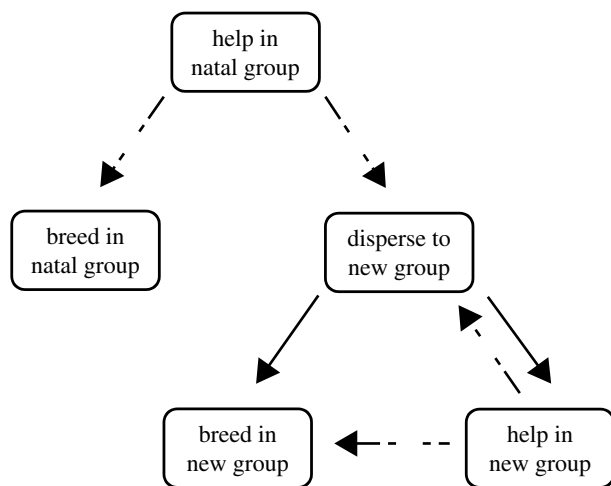 help in
natal group
breed in
natal group
disperse to
new group
breed in
new group
help in
new group